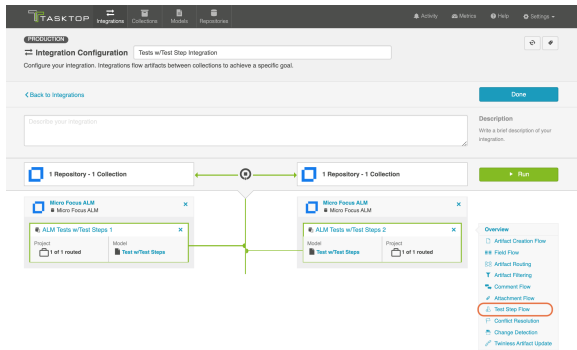 TASKTOP
Integrations
Collections
Models
Repositories
Activity
Metrics
Help
Settings
PRODUCTION
Integration Configuration
Tests w/Test Step Integration
Configure your integration. Integrations flow artifacts between collections to achieve a specific goal.
Back to Integrations
Done
Describe your integration
Description
Write a brief description of your
integration.
1 Repository - 1 Collection
1 Repository - 1 Collection
Run
Micro Focus ALM
Micro Focus ALM
ALM Tests w/Test Steps 1
Project
Model
1 of 1 routed
Test w/Test Steps
Micro Focus ALM
Micro Focus ALM
ALM Tests w/Test Steps 2
Model
Project
Test w/Test Steps
1 of 1 routed
Overview
Artifact Creation Flow
Field Flow
Artifact Routing
Artifact Filtering
Comment Flow
Attachment Flow
Test Step Flow
Conflict Resolution
Change Detection
Twinless Artifact Update